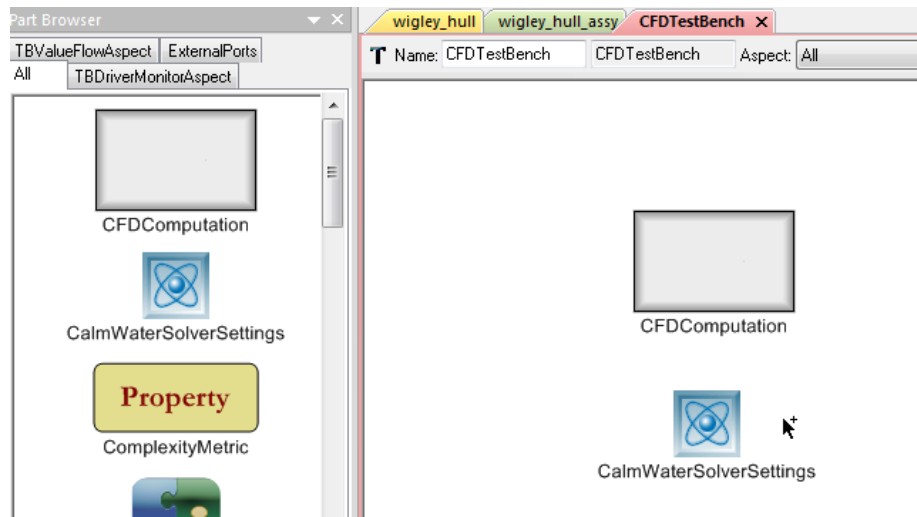 Part Browser
TBValueFlowAspect ExternalPorts
All TBDriverMonitorAspect
CFDComputation
CalmWaterSolverSettings
Property
ComplexityMetric
wigley_hull wigley_hull_assy CFDTestBench
Name: CFDTestBench CFDTestBench Aspect: All
CFDComputation
CalmWaterSolverSettings